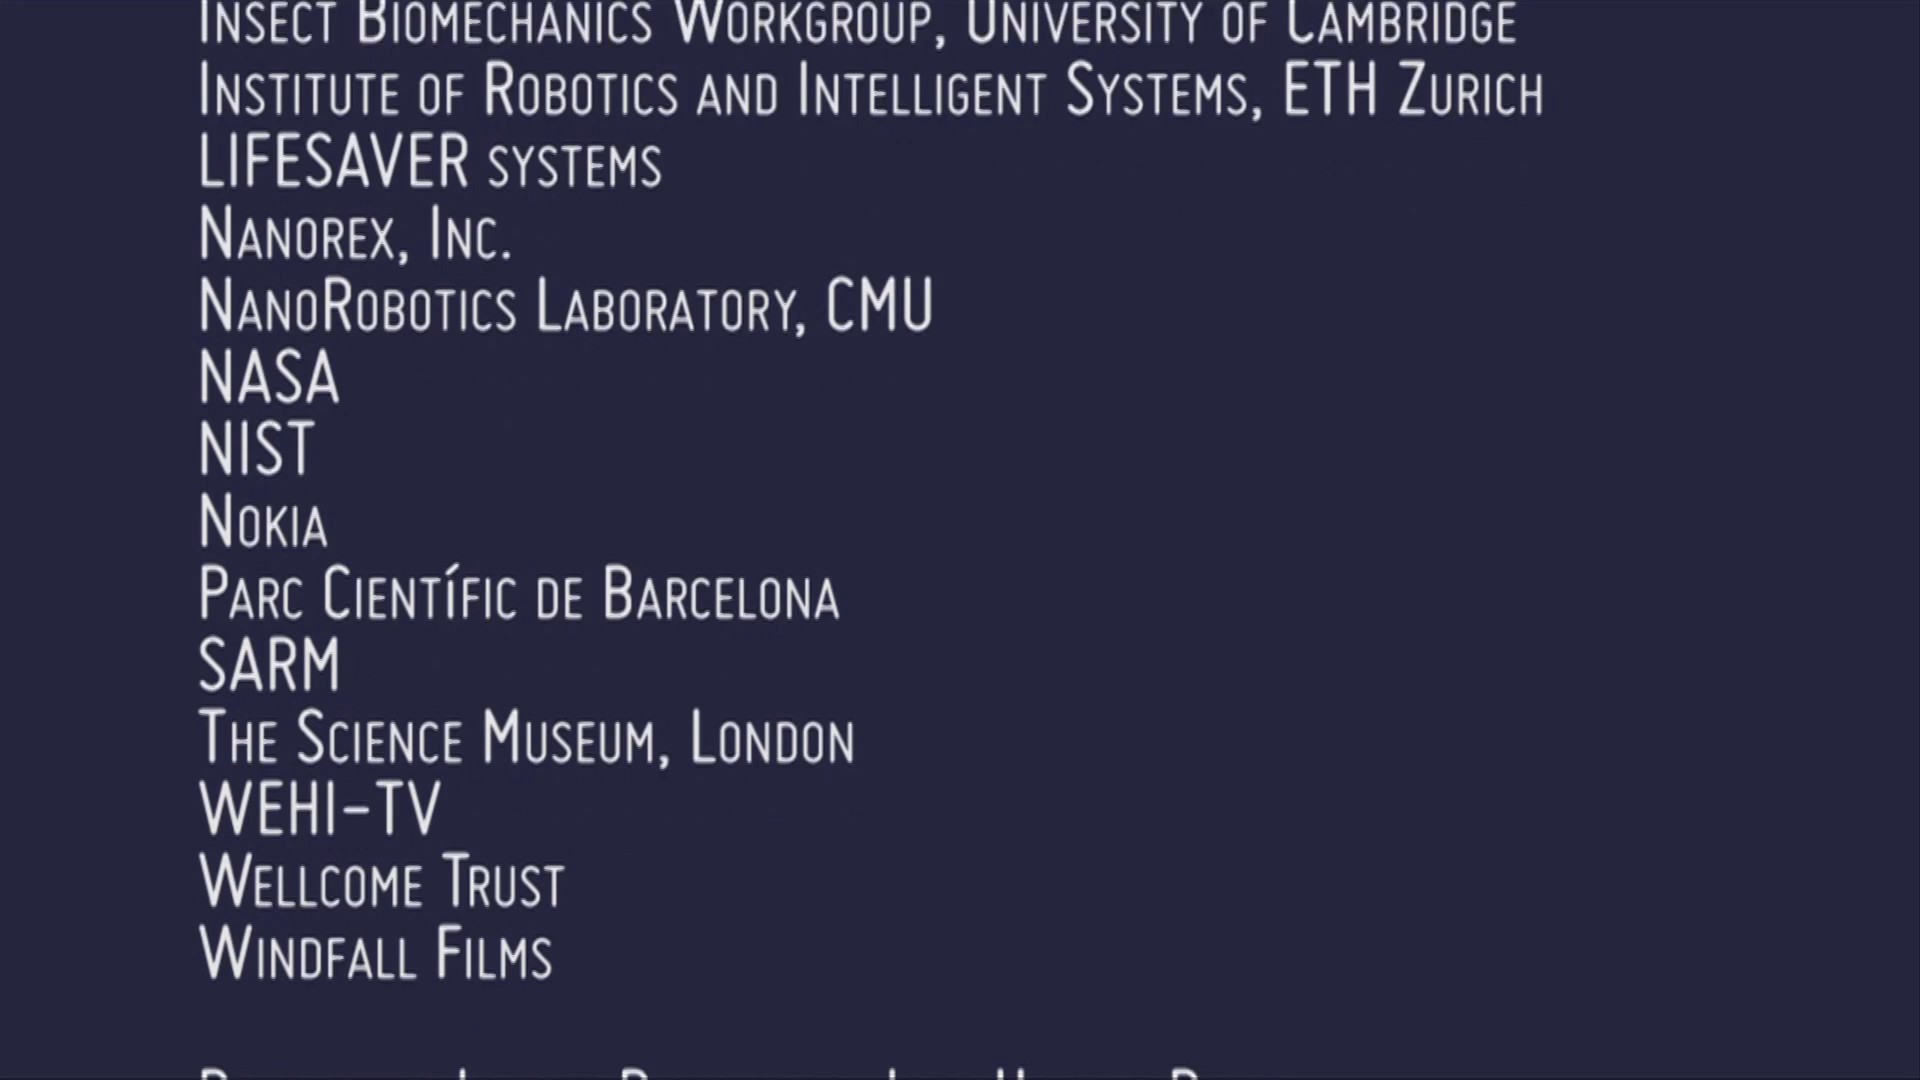 Insect Biomechanics Workgroup, University of Cambridge
Institute of Robotics and Intelligent Systems, ETH Zurich
LIFESAVER systems
Nanorex, Inc.
NanoRobotics Laboratory, CMU
NASA
NIST
Nokia
Parc Científic de Barcelona
SARM
The Science Museum, London
WEHI-TV
Wellcome Trust
Windfall Films